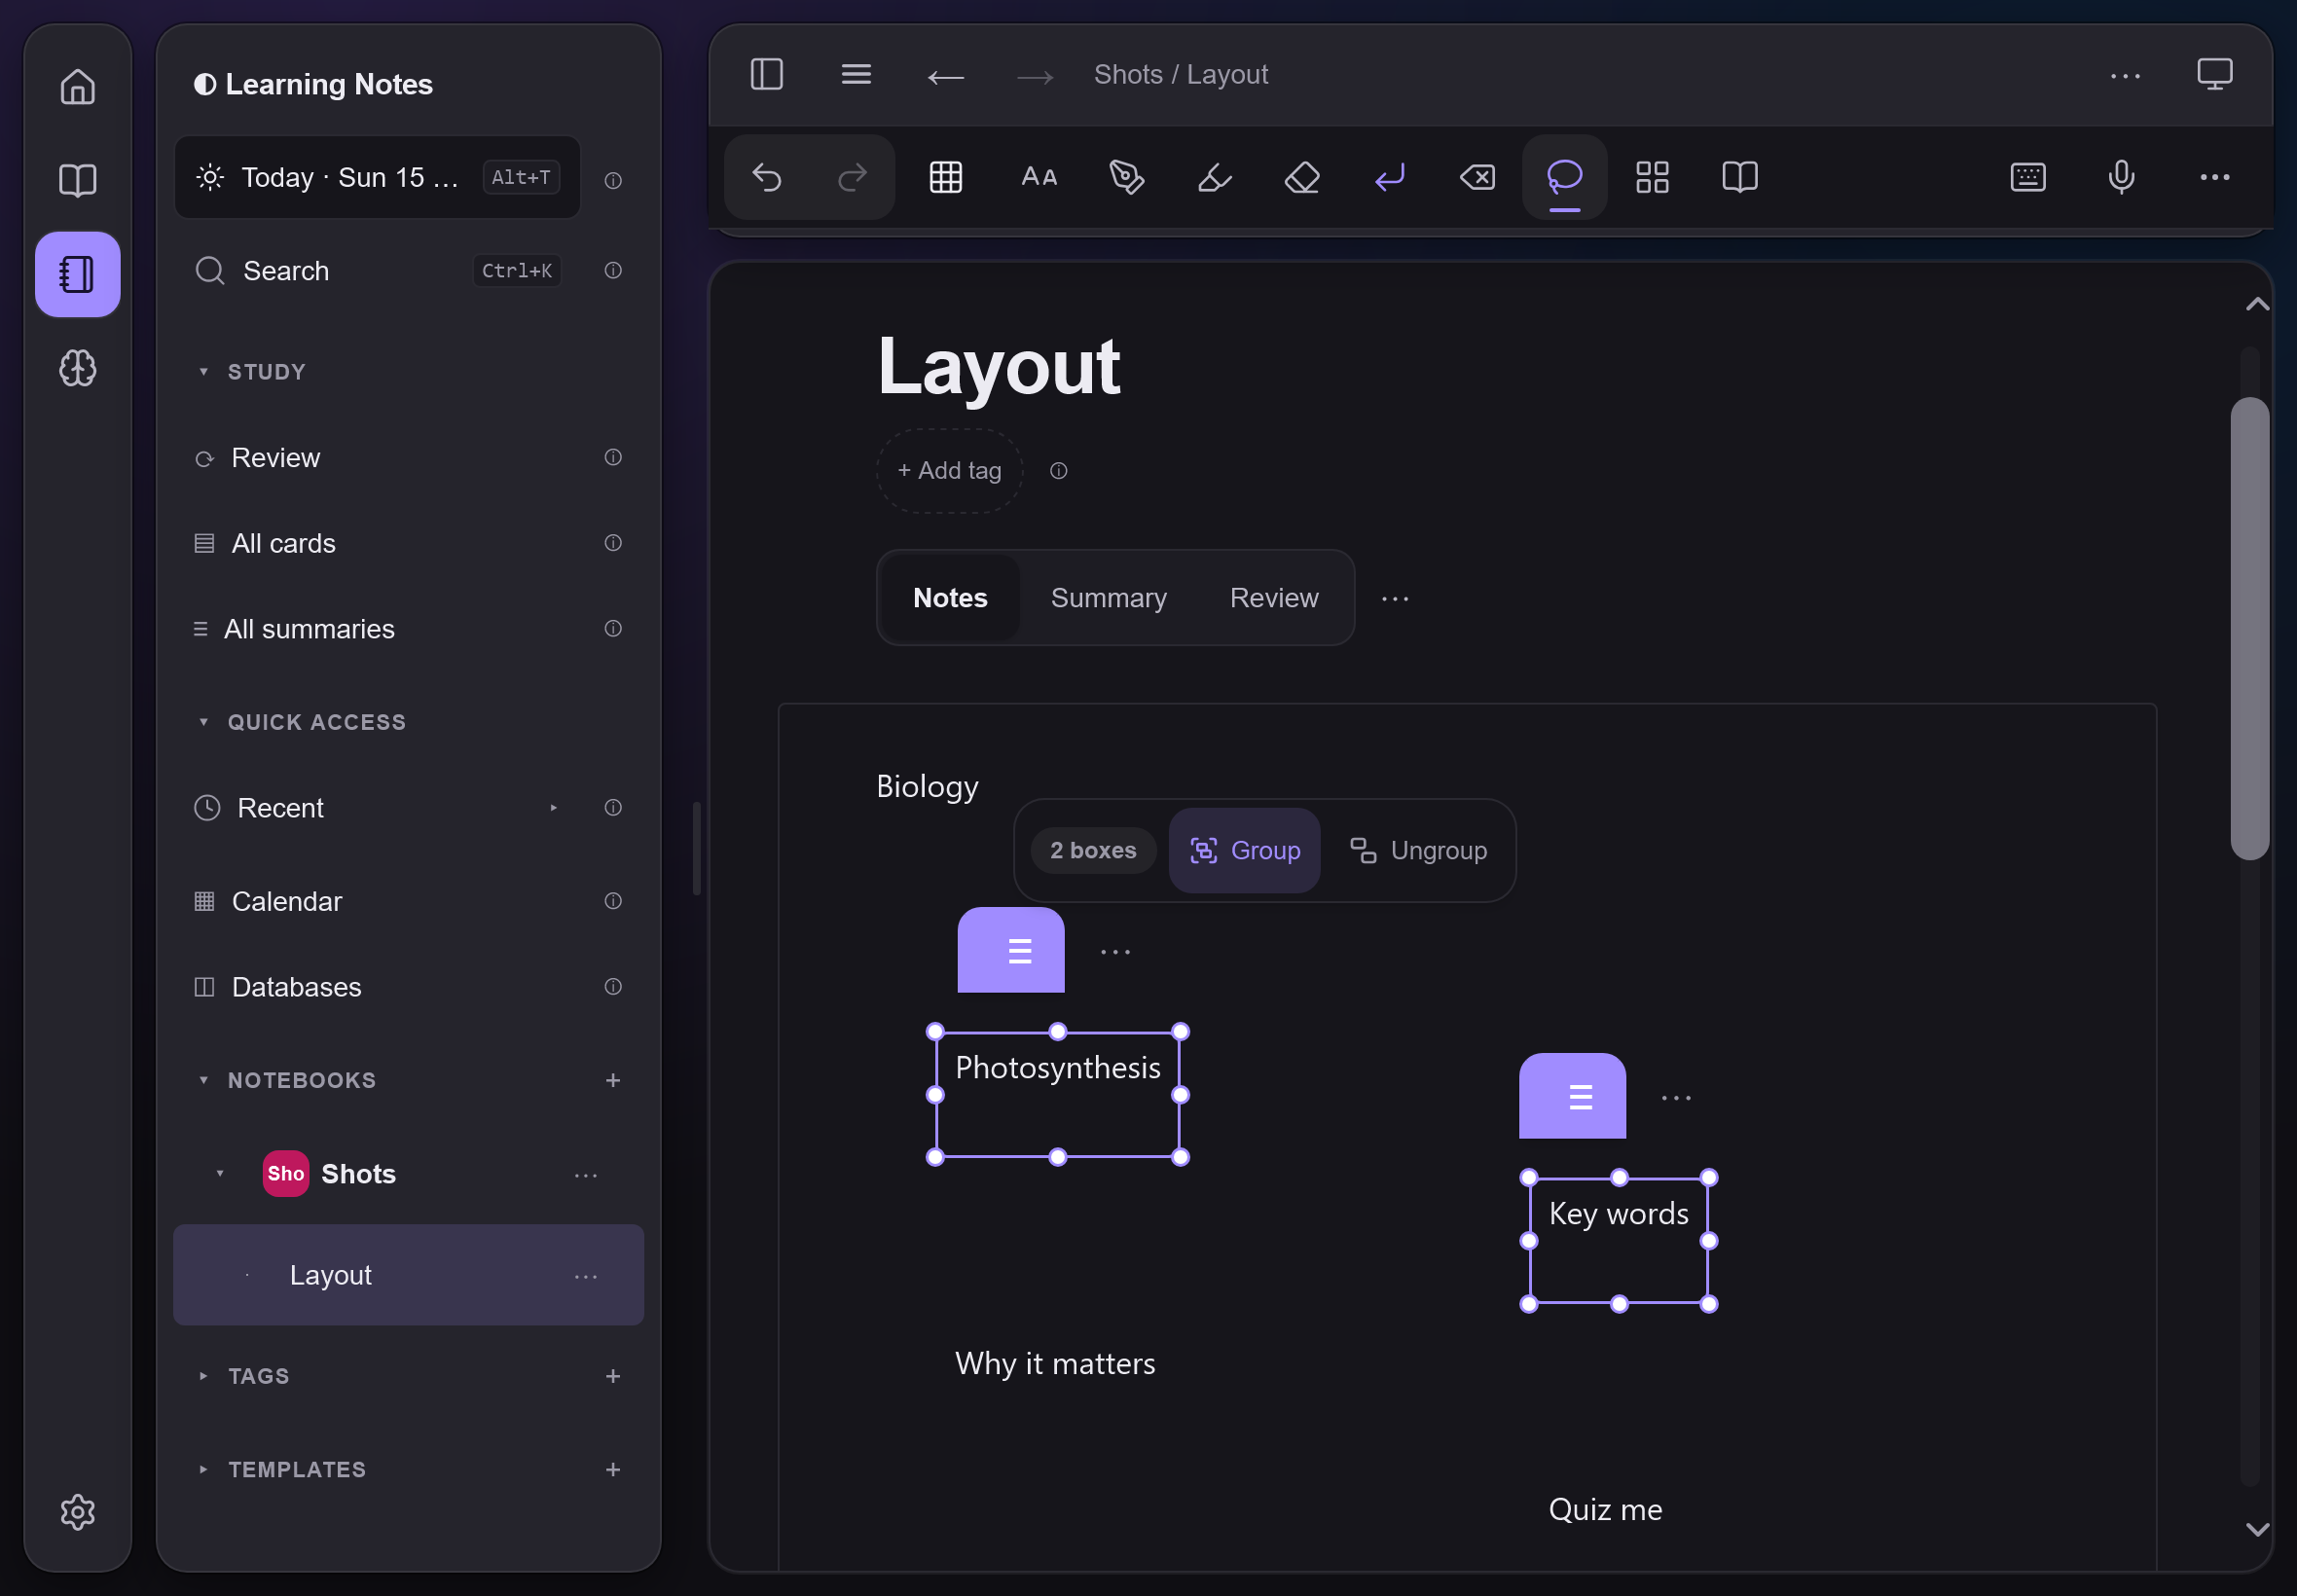 Learning Notes
Today · Sun 15 ... Alt+T
Search Ctrl+K
STUDY
Review
All cards
All summaries
QUICK ACCESS
Recent
Calendar
Databases
NOTEBOOKS
Sho Shots
Layout
TAGS
TEMPLATES
Shots / Layout
AA
Layout
+ Add tag
Notes Summary Review
Biology
2 boxes Group Ungroup
Photosynthesis
Key words
Why it matters
Quiz me